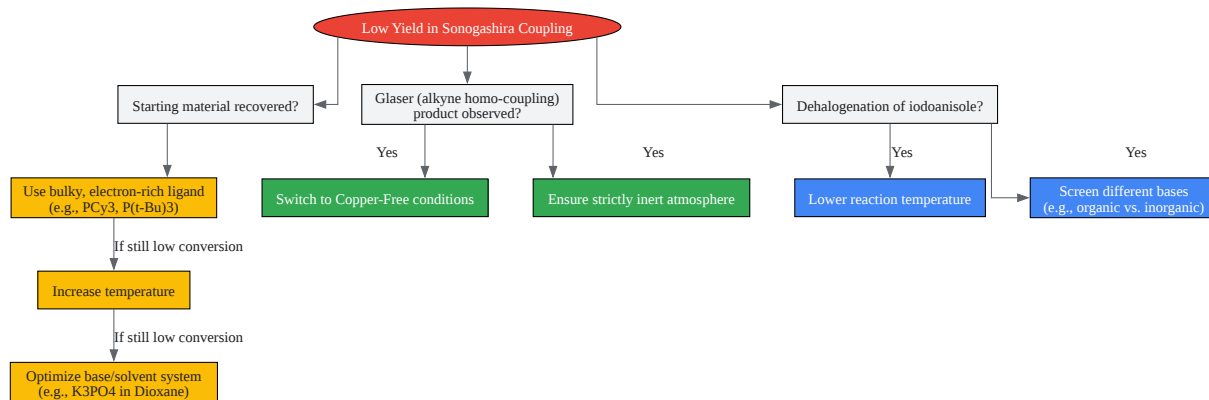 Low Yield in Sonogashira Coupling
Starting material recovered?
Glaser (alkyne homo-coupling)
product observed?
Dehalogenation of iodoanisole?
Yes
Yes
Yes
Yes
Use bulky, electron-rich ligand
(e.g., PCy3, P(t-Bu)3)
Switch to Copper-Free conditions
Ensure strictly inert atmosphere
Lower reaction temperature
Screen different bases
(e.g., organic vs. inorganic)
If still low conversion
Increase temperature
If still low conversion
Optimize base/solvent system
(e.g., K3PO4 in Dioxane)